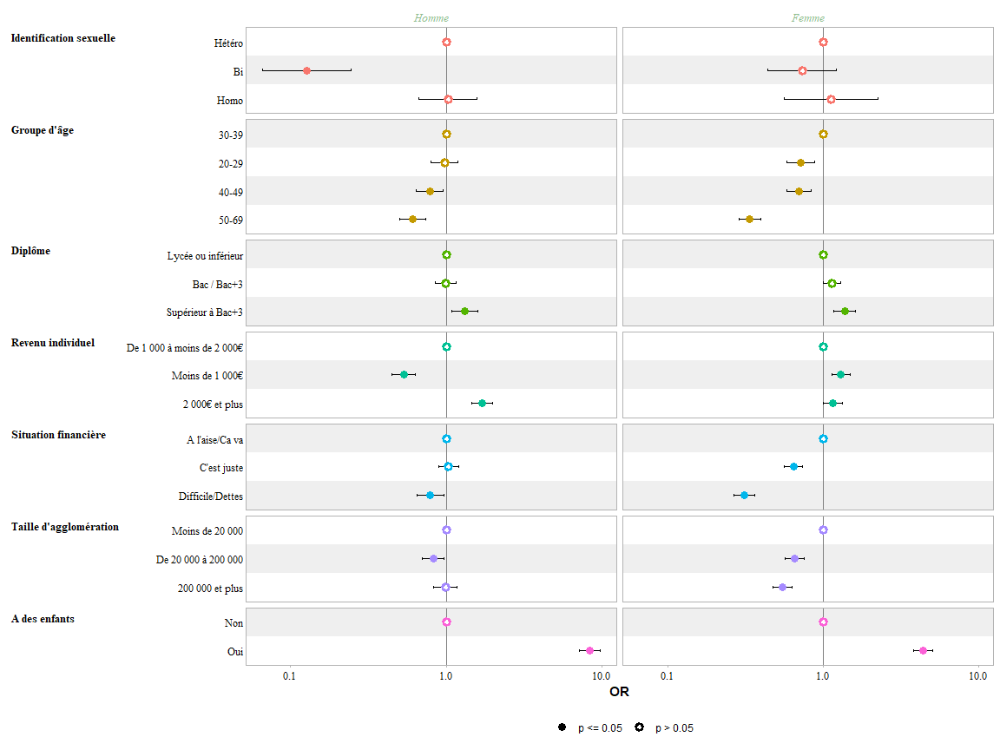 Homme Femme
Identification sexuelle
Hétéro
Bi
Homo
Groupe d'âge
30-39
20-29
40-49
50-69
Diplôme
Lycée ou inférieur
Bac / Bac+3
Supérieur à Bac+3
Revenu individuel
De 1 000 à moins de 2 000€
Moins de 1 000€
2 000€ et plus
Situation financière
A l'aise/Ca va
C'est juste
Difficile/Dettes
Taille d'agglomération
Moins de 20 000
De 20 000 à 200 000
200 000 et plus
A des enfants
Non
Oui
0.1 1.0 10.0 0.1 1.0 10.0
OR
p <= 0.05 p > 0.05